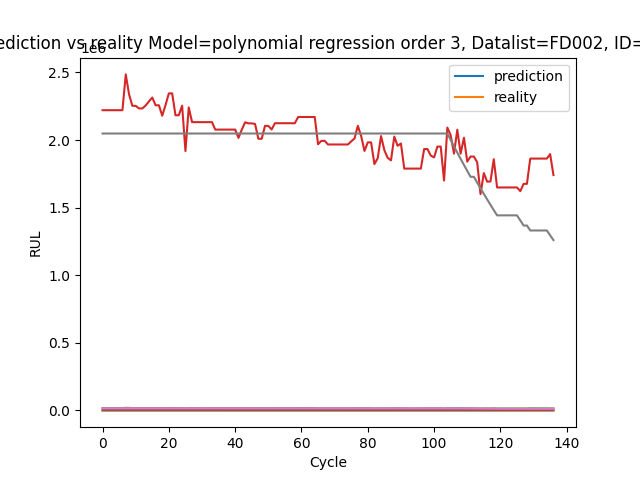 ediction vs reality Model=polynomial regression order 3, Datalist=FD002, ID=
1e6
prediction
reality
2.5
2.0
1.5
1.0
0.5
0.0
RUL
0 20 40 60 80 100 120 140
Cycle